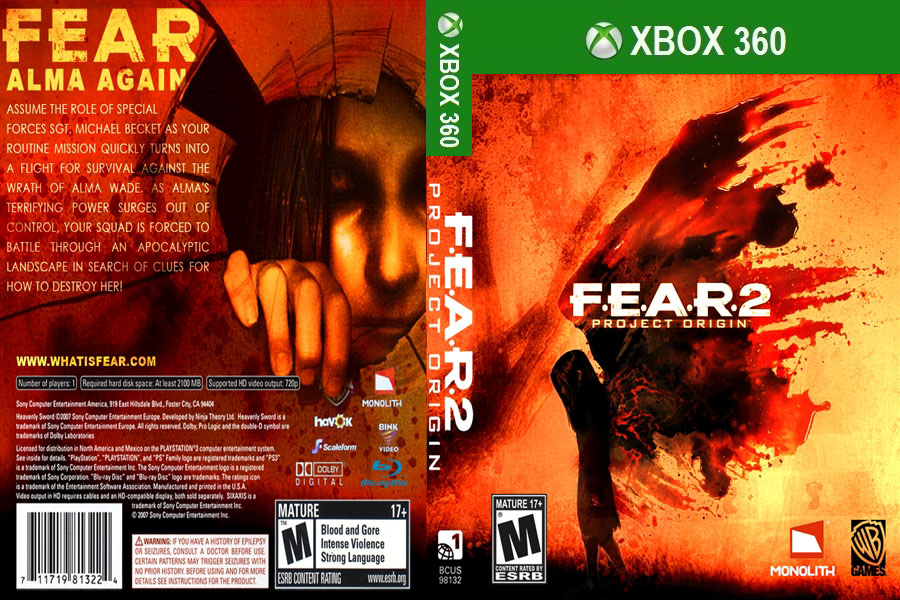 FEAR
ALMA AGAIN
ASSUME THE ROLE OF SPECIAL
FORCES SGT. MICHAEL BECKET AS YOUR
ROUTINE MISSION QUICKLY TURNS INTO
A FLIGHT FOR SURVIVAL AGAINST THE
WRATH OF ALMA WADE. AS ALMA'S
TERRIFYING POWER SURGES OUT OF
CONTROL, YOUR SQUAD IS FORCED TO
BATTLE THROUGH AN APOCALYPTIC
LANDSCAPE IN SEARCH OF CLUES FOR
HOW TO DESTROY HER!
WWW.WHATISFEAR.COM
Number of players: 1 Required hard disk space: At least 2100 MB Supported HD video output: 720p
Sony Computer Entertainment America, 919 East Hillsdale Blvd., Foster City, CA 94404
Heavenly Sword ©2007 Sony Computer Entertainment Europe. Developed by Ninja Theory Ltd. Heavenly Sword is a
trademark of Sony Computer Entertainment Europe. All rights reserved. Dolby, Pro Logic and the double-D symbol are
trademarks of Dolby Laboratories
Licensed for distribution in North America and Mexico on the PLAYSTATION®3 computer entertainment system.
See inside for details. "PlayStation", "PLAYSTATION", and "PS" Family logo are registered trademarks and "PS3"
is a trademark of Sony Computer Entertainment Inc. The Sony Computer Entertainment logo is a registered
trademark of Sony Corporation. "Blu-ray Disc" and "Blu-ray Disc" logo are trademarks. The ratings icon
is a trademark of the Entertainment Software Association. Manufactured and printed in the U.S.A.
Video output in HD requires cables and an HD-compatible display, both sold separately. SIXAXIS is a
trademark of Sony Computer Entertainment Inc.
© 2007 Sony Computer Entertainment Inc.
MONOLITH
havok
BINK
VIDEO
Scaleform
DOLBY
DIGITAL
Blu-ray Disc
7 11719 81322 4
WARNING: IF YOU HAVE A HISTORY OF EPILEPSY
OR SEIZURES, CONSULT A DOCTOR BEFORE USE.
CERTAIN PATTERNS MAY TRIGGER SEIZURES WITH
NO PRIOR HISTORY. BEFORE USING AND FOR MORE
DETAILS SEE INSTRUCTIONS FOR THE PRODUCT.
MATURE 17+
M
TM
Blood and Gore
Intense Violence
Strong Language
ESRB CONTENT RATING www.esrb.org
XBOX 360
F.E.A.R.2
PROJECT ORIGIN
BCUS
98132
XBOX 360
F.E.A.R.2
PROJECT ORIGIN
MATURE 17+
M
CONTENT RATED BY
ESRB
MONOLITH
WB
GAMES